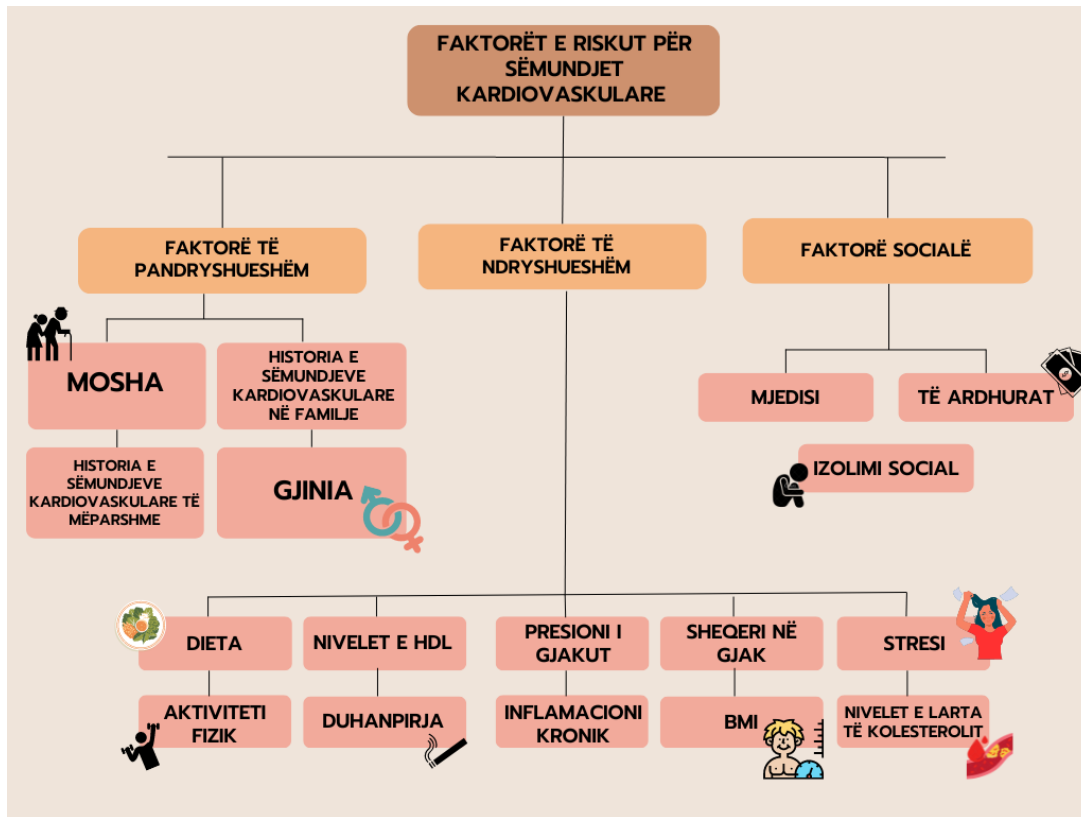 FAKTORËT E RISKUT PËR
SËMUNDJET
KARDIOVASKULARE
FAKTORË TË
PANDRYSHUESHËM
FAKTORË TË
NDRYSHUESHËM
FAKTORË SOCIALË
MOSHA
HISTORIA E
SËMUNDJEVE
KARDIOVASKULARE
NË FAMILJE
HISTORIA E
SËMUNDJEVE
KARDIOVASKULARE TË
MËPARSHME
GJINIA
MJEDISI
TË ARDHURAT
IZOLIMI SOCIAL
DIETA
NIVELET E HDL
PRESIONI I
GJAKUT
SHEQERI NË
GJAK
STRESI
AKTIVITETI
FIZIK
DUHANPIRJA
INFLAMACIONI
KRONIK
BMI
NIVELET E LARTA
TË KOLESTEROLIT